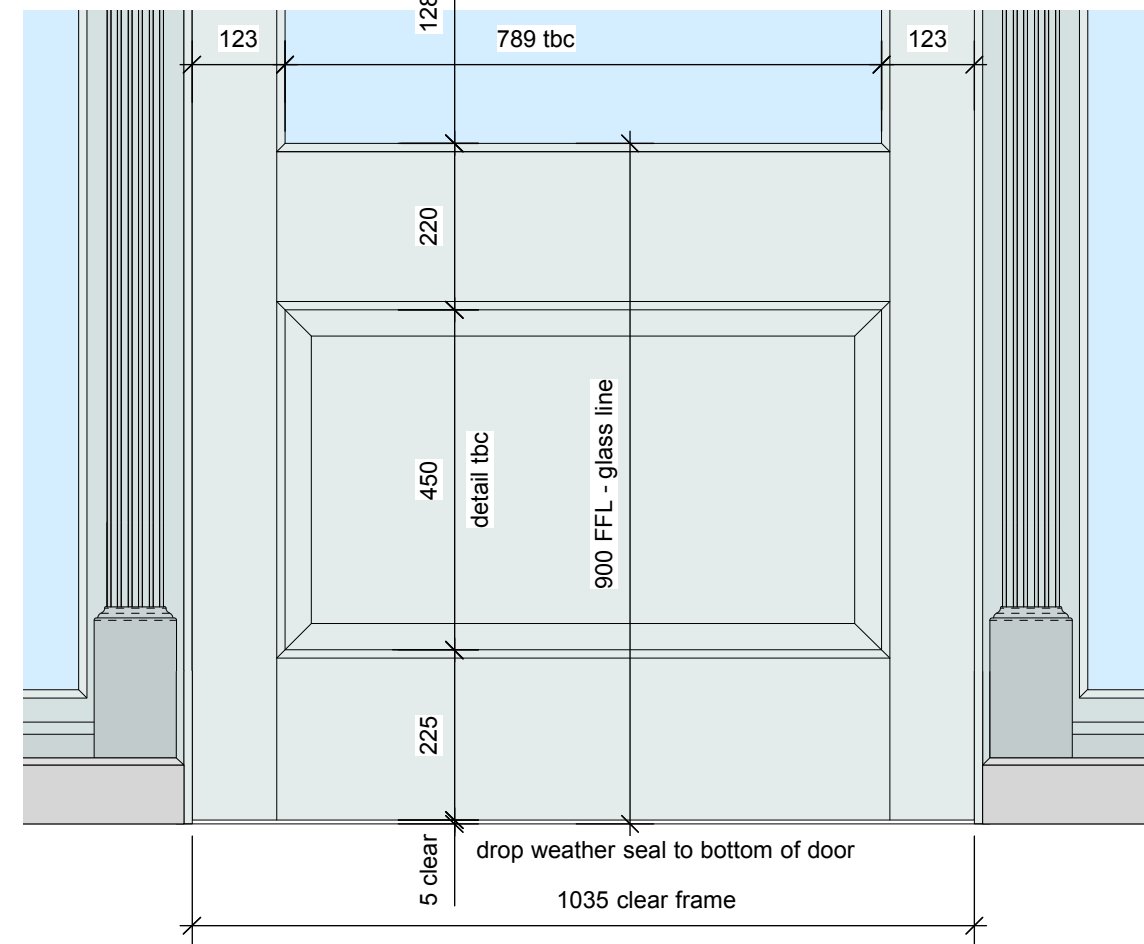 128
123
789 tbc
123
220
450
detail tbc
900 FFL - glass line
225
5 clear
drop weather seal to bottom of door
1035 clear frame